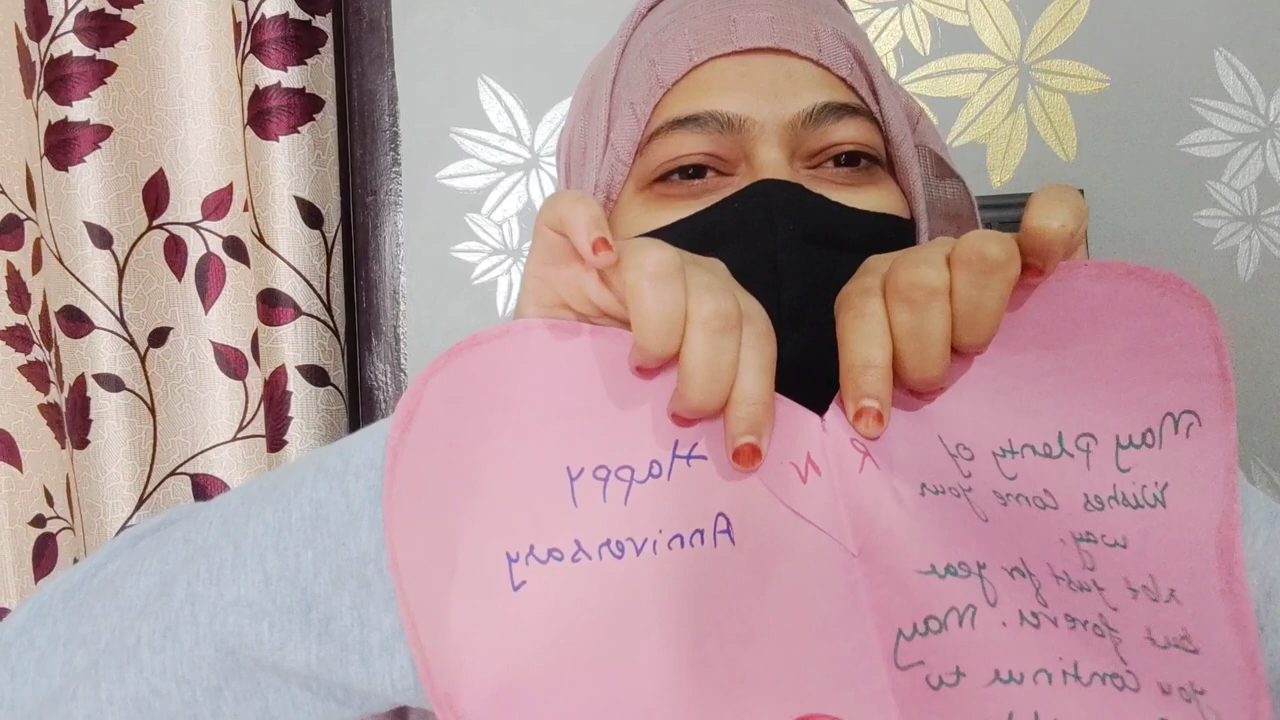 May Plenty of
Wishes come your
way.
Not just for year
but forever. May
you continue to
R N
Happy
Anniversary